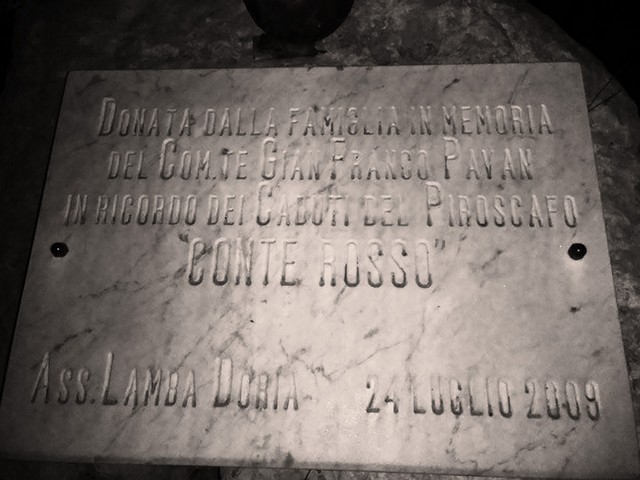 DONATA DALLA FAMIGLIA IN MEMORIA
DEL COM.TE GIAN FRANCO PAVAN
IN RICORDO DEI CADUTI DEL PIROSCAFO
"CONTE ROSSO"
ASS. LAMBA DORIA 24 LUGLIO 2009